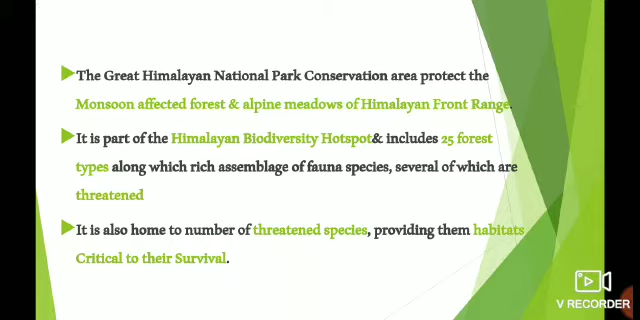 The Great Himalayan National Park Conservation area protect the
Monsoon affected forest & alpine meadows of Himalayan Front Range.
It is part of the Himalayan Biodiversity Hotspot& includes 25 forest
types along which rich assemblage of fauna species, several of which are
threatened
It is also home to number of threatened species, providing them habitats
Critical to their Survival.
V RECORDER